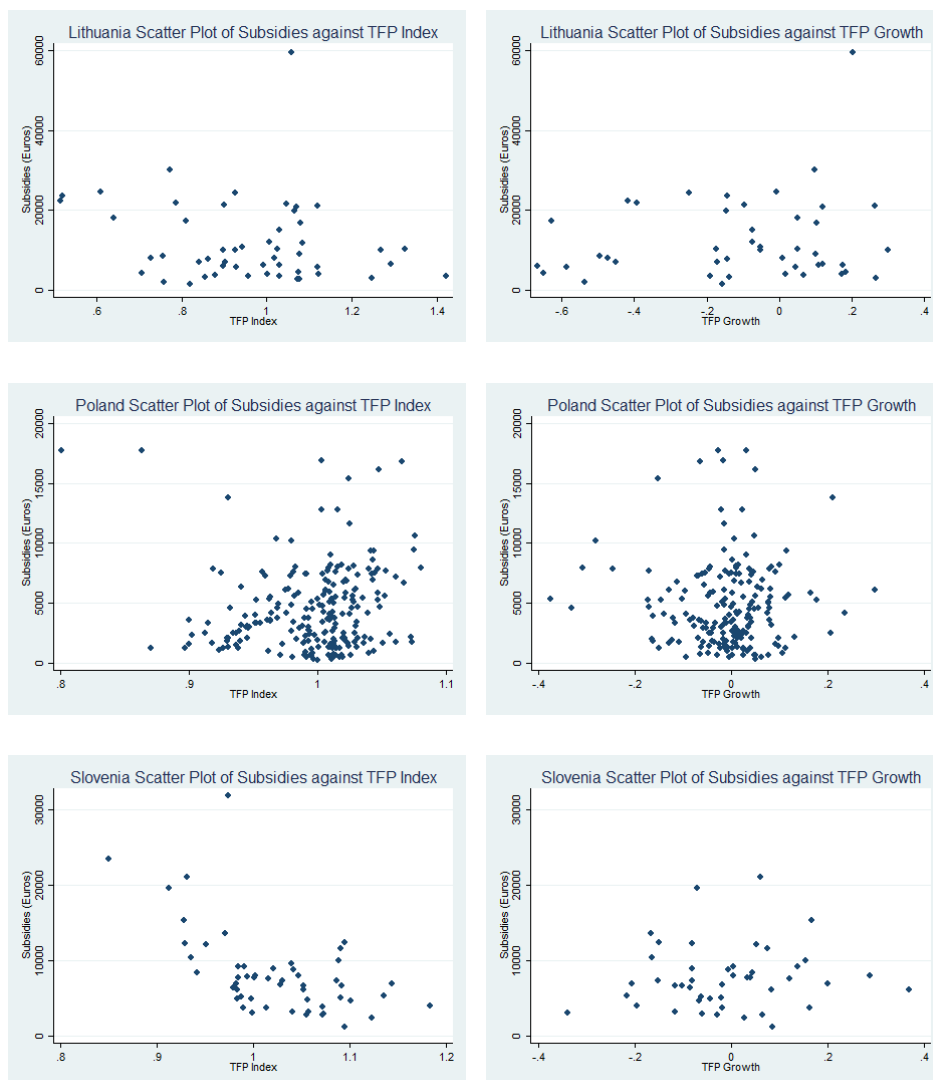 Lithuania Scatter Plot of Subsidies against TFP Index
Subsidies (Euros)
60000
40000
20000
0
.6 .8 1 1.2 1.4
TFP Index
Lithuania Scatter Plot of Subsidies against TFP Growth
Subsidies (Euros)
60000
40000
20000
0
-.6 -.4 -.2 0 .2 .4
TFP Growth
Poland Scatter Plot of Subsidies against TFP Index
Subsidies (Euros)
20000
15000
10000
5000
0
.8 .9 1 1.1
TFP Index
Poland Scatter Plot of Subsidies against TFP Growth
Subsidies (Euros)
20000
15000
10000
5000
0
-.4 -.2 0 .2 .4
TFP Growth
Slovenia Scatter Plot of Subsidies against TFP Index
Subsidies (Euros)
30000
20000
10000
0
.8 .9 1 1.1 1.2
TFP Index
Slovenia Scatter Plot of Subsidies against TFP Growth
Subsidies (Euros)
30000
20000
10000
0
-.4 -.2 0 .2 .4
TFP Growth